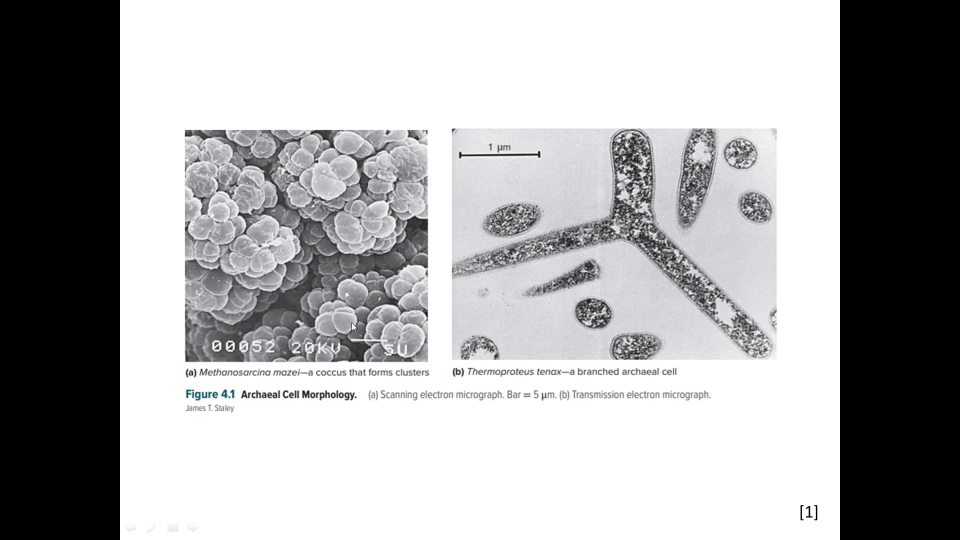 1 μm
00052 20KV 5U
(a) Methanosarcina mazei—a coccus that forms clusters
(b) Thermoproteus tenax—a branched archaeal cell
Figure 4.1 Archaeal Cell Morphology. (a) Scanning electron micrograph. Bar = 5 μm. (b) Transmission electron micrograph.
James T. Staley
[1]